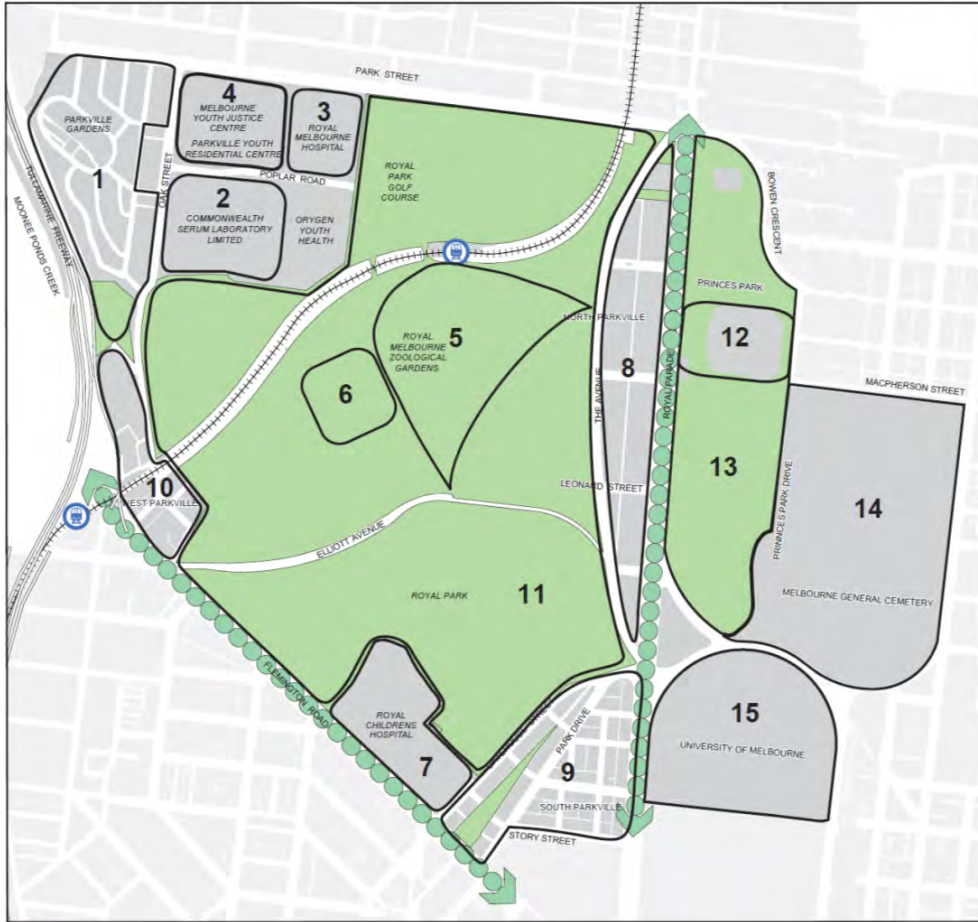 PARK STREET
4
MELBOURNE
YOUTH JUSTICE
CENTRE
PARKVILLE YOUTH
RESIDENTIAL CENTRE
3
ROYAL
MELBOURNE
HOSPITAL
PARKVILLE
GARDENS
1
OAK STREET
POPLAR ROAD
2
COMMONWEALTH
SERUM LABORATORY
LIMITED
ORYGEN
YOUTH
HEALTH
ROYAL
PARK
GOLF
COURSE
TULLAMARINE FREEWAY
MOONEE PONDS CREEK
BOWEN CRESCENT
PRINCES PARK
NORTH PARKVILLE
5
ROYAL
MELBOURNE
ZOOLOGICAL
GARDENS
6
THE AVENUE
8
ROYAL PARADE
12
MACPHERSON STREET
13
PRINNCES PARK DRIVE
14
MELBOURNE GENERAL CEMETERY
LEONARD STREET
10
WEST PARKVILLE
ELLIOTT AVENUE
ROYAL PARK
11
FLEMINGTON ROAD
ROYAL
CHILDRENS
HOSPITAL
7
PARK DRIVE
9
SOUTH PARKVILLE
STORY STREET
15
UNIVERSITY OF MELBOURNE